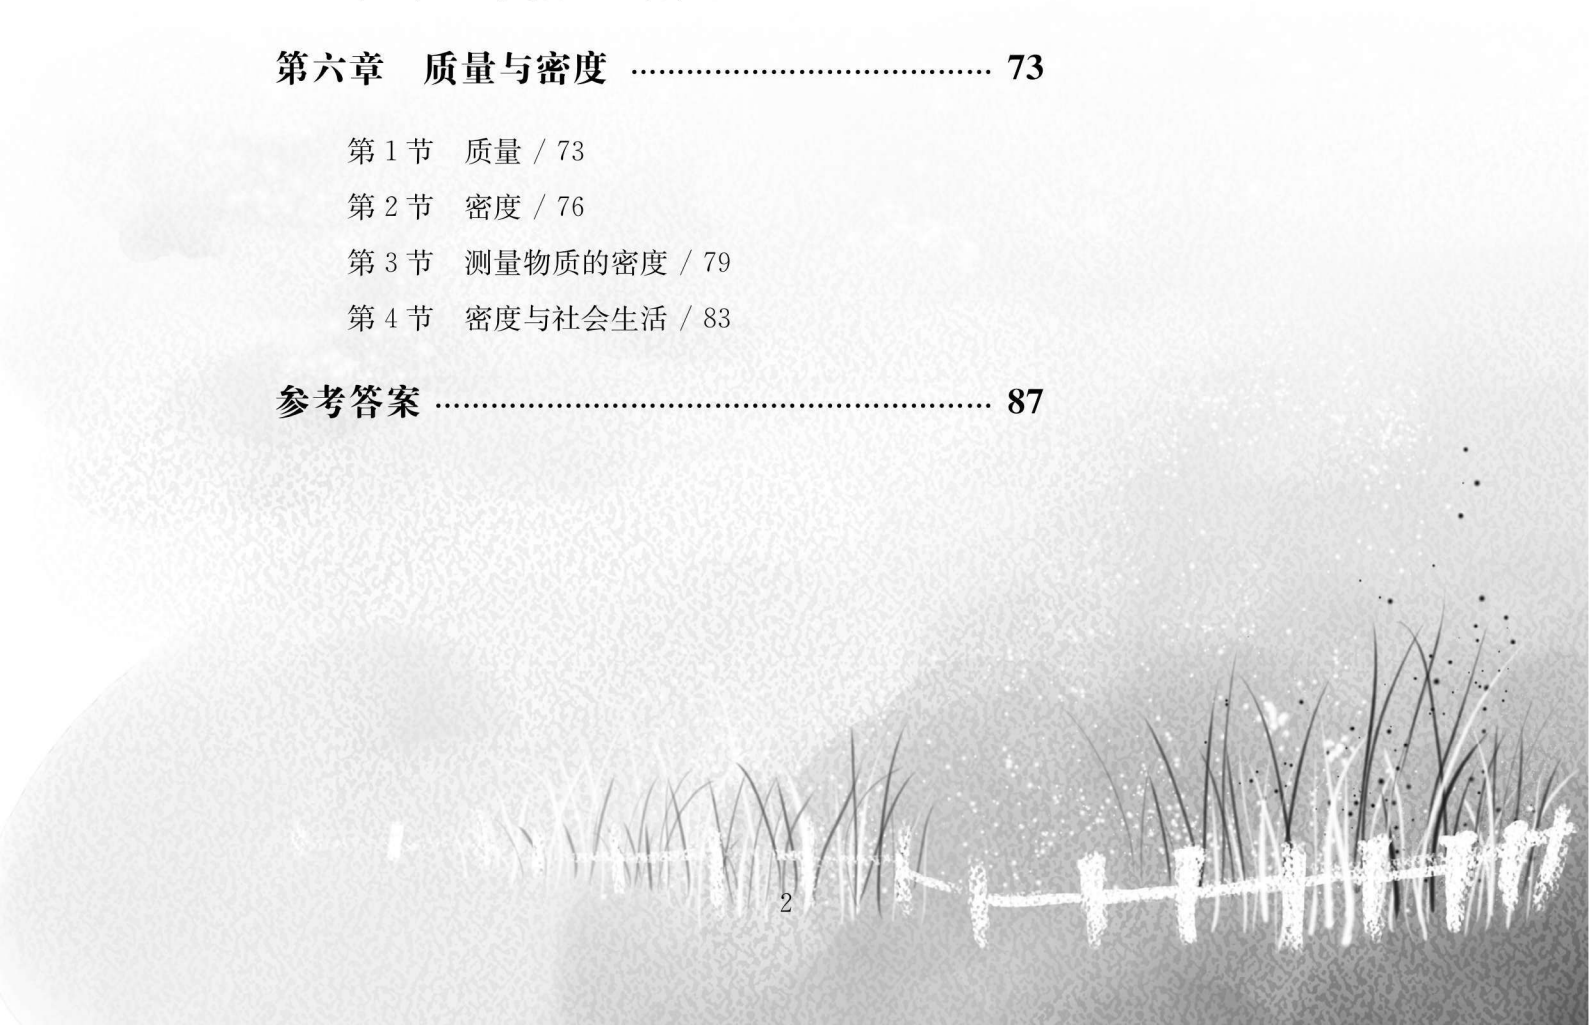 第六章 质量与密度 ······································· 73
第1节 质量 / 73
第2节 密度 / 76
第3节 测量物质的密度 / 79
第4节 密度与社会生活 / 83
参考答案 ····························································· 87
2